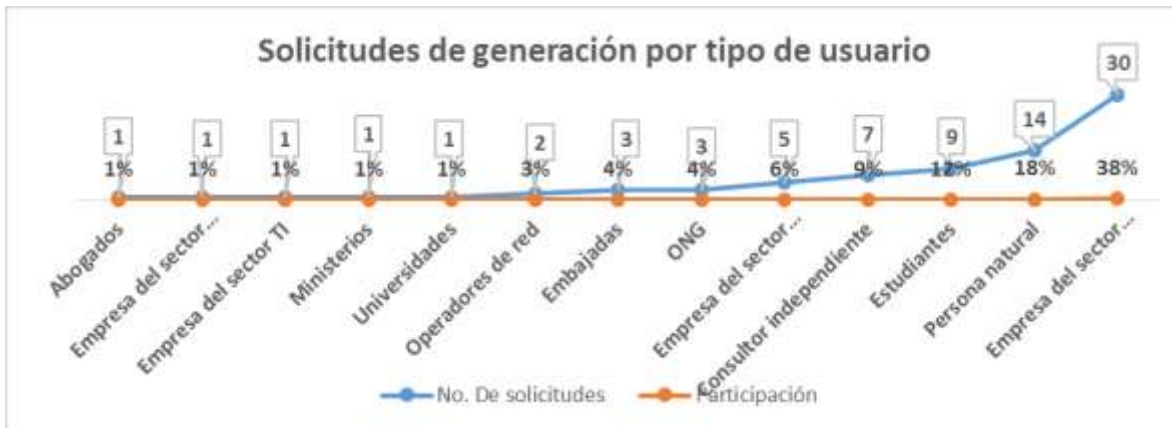 Solicitudes de generación por tipo de usuario
1 1 1 1 1 2 3 3 5 7 9 14 30
1% 1% 1% 1% 1% 3% 4% 4% 6% 9% 12% 18% 38%
Abogados
Empresa del sector...
Empresa del sector TI
Ministerios
Universidades
Operadores de red
Embajadas
ONG
Empresa del sector...
Consultor independiente
Estudiantes
Persona natural
Empresa del sector...
No. De solicitudes
Participación